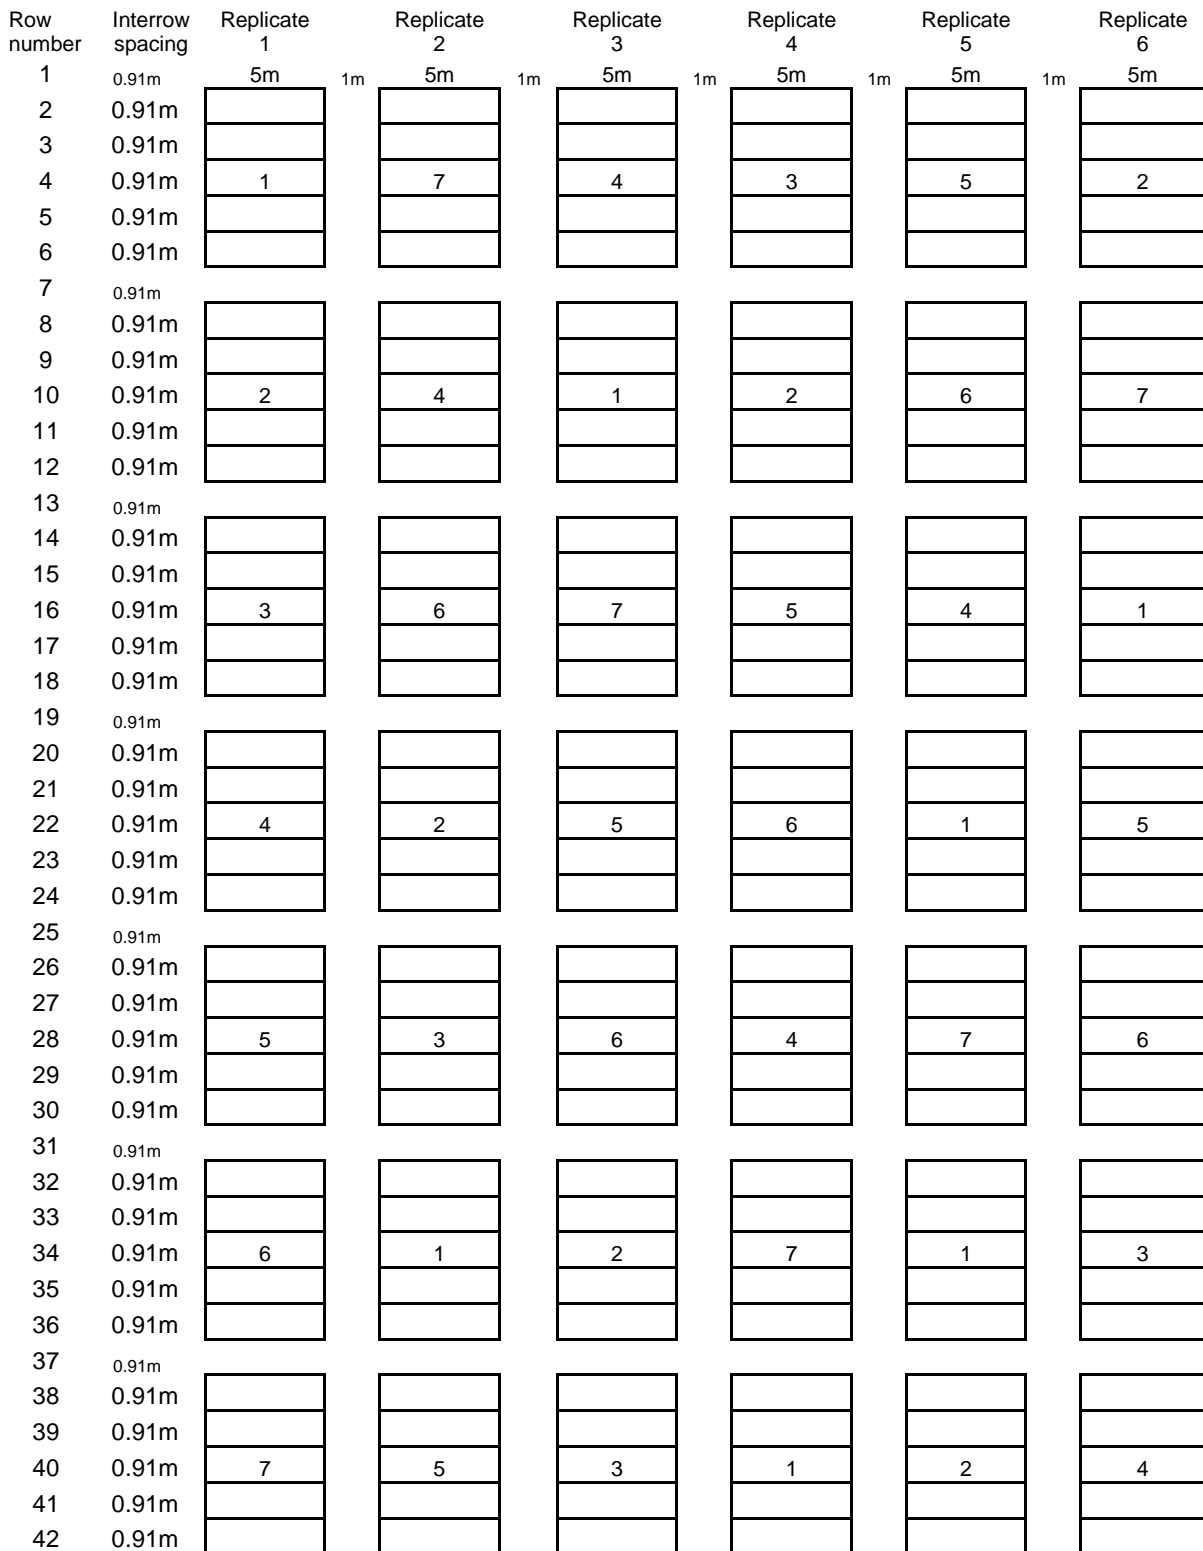 Row number Interrow spacing Replicate 1 Replicate 2 Replicate 3 Replicate 4 Replicate 5 Replicate 6
1 0.91m 5m 1m 5m 1m 5m 1m 5m 1m 5m 1m 5m
2 0.91m
3 0.91m
4 0.91m 1 7 4 3 5 2
5 0.91m
6 0.91m
7 0.91m
8 0.91m
9 0.91m
10 0.91m 2 4 1 2 6 7
11 0.91m
12 0.91m
13 0.91m
14 0.91m
15 0.91m
16 0.91m 3 6 7 5 4 1
17 0.91m
18 0.91m
19 0.91m
20 0.91m
21 0.91m
22 0.91m 4 2 5 6 1 5
23 0.91m
24 0.91m
25 0.91m
26 0.91m
27 0.91m
28 0.91m 5 3 6 4 7 6
29 0.91m
30 0.91m
31 0.91m
32 0.91m
33 0.91m
34 0.91m 6 1 2 7 1 3
35 0.91m
36 0.91m
37 0.91m
38 0.91m
39 0.91m
40 0.91m 7 5 3 1 2 4
41 0.91m
42 0.91m